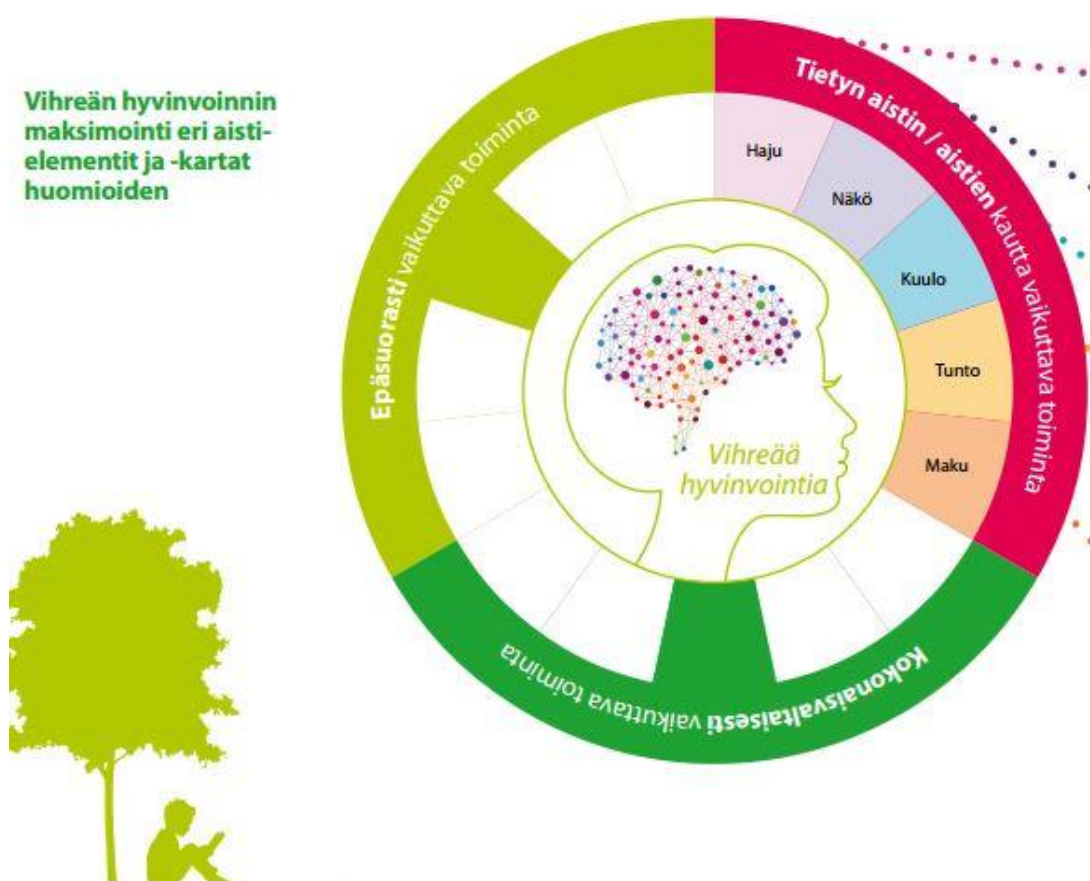 Vihreän hyvinvoinnin
maksimointi eri aisti-
elementit ja -kartat
huomioiden
Epäsuorasti vaikuttava toiminta
Tietyn aistin / aistien kautta vaikuttava toiminta
Haju
Näkö
Kuulo
Tunto
Maku
Vihreää
hyvinvointia
Kokonaisvaltaisesti vaikuttava toiminta